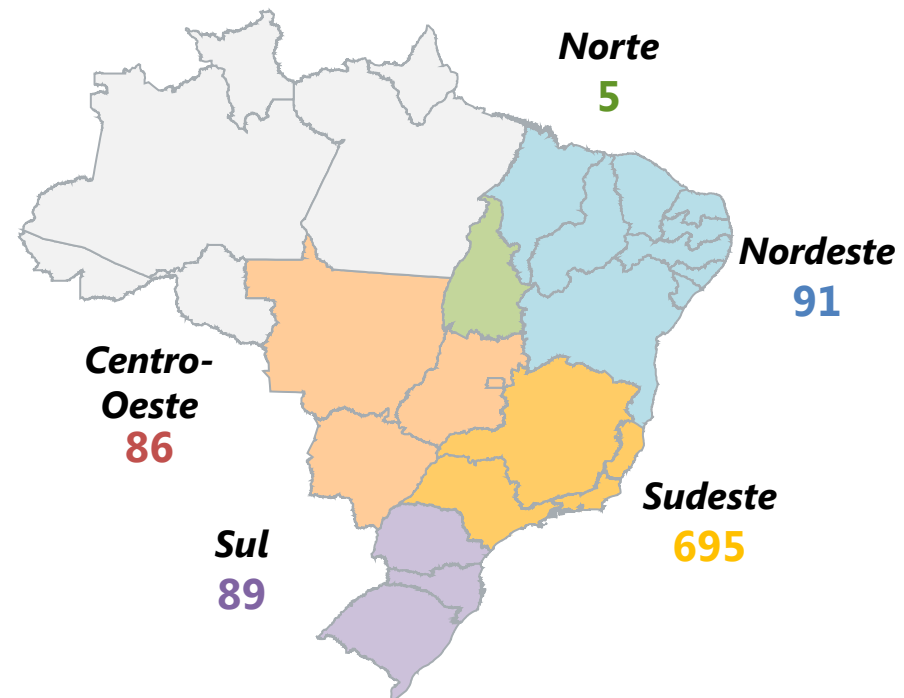 Norte
5
Nordeste
91
Centro-
Oeste
86
Sudeste
695
Sul
89